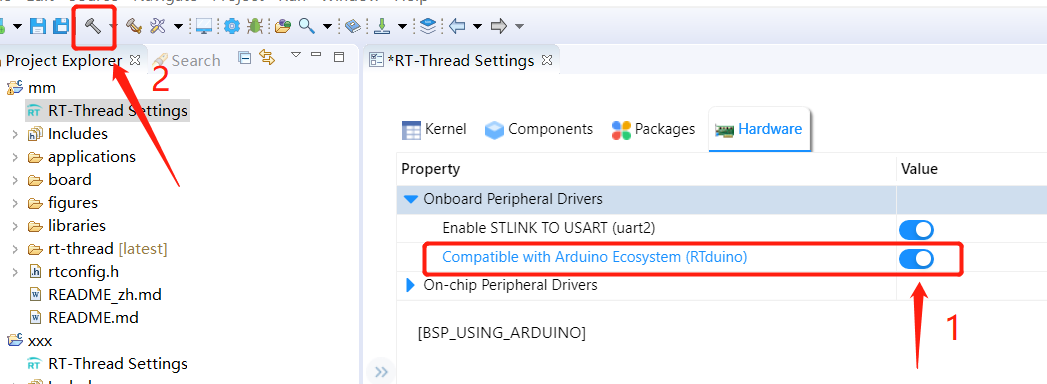 2
Project Explorer
Search
mm
RT-Thread Settings
Includes
applications
board
figures
libraries
rt-thread [latest]
rtconfig.h
README_zh.md
README.md
xxx
RT-Thread Settings
*RT-Thread Settings
Kernel Components Packages Hardware
Property Value
Onboard Peripheral Drivers
Enable STLINK TO USART (uart2)
Compatible with Arduino Ecosystem (RTduino)
On-chip Peripheral Drivers
1
[BSP_USING_ARDUINO]